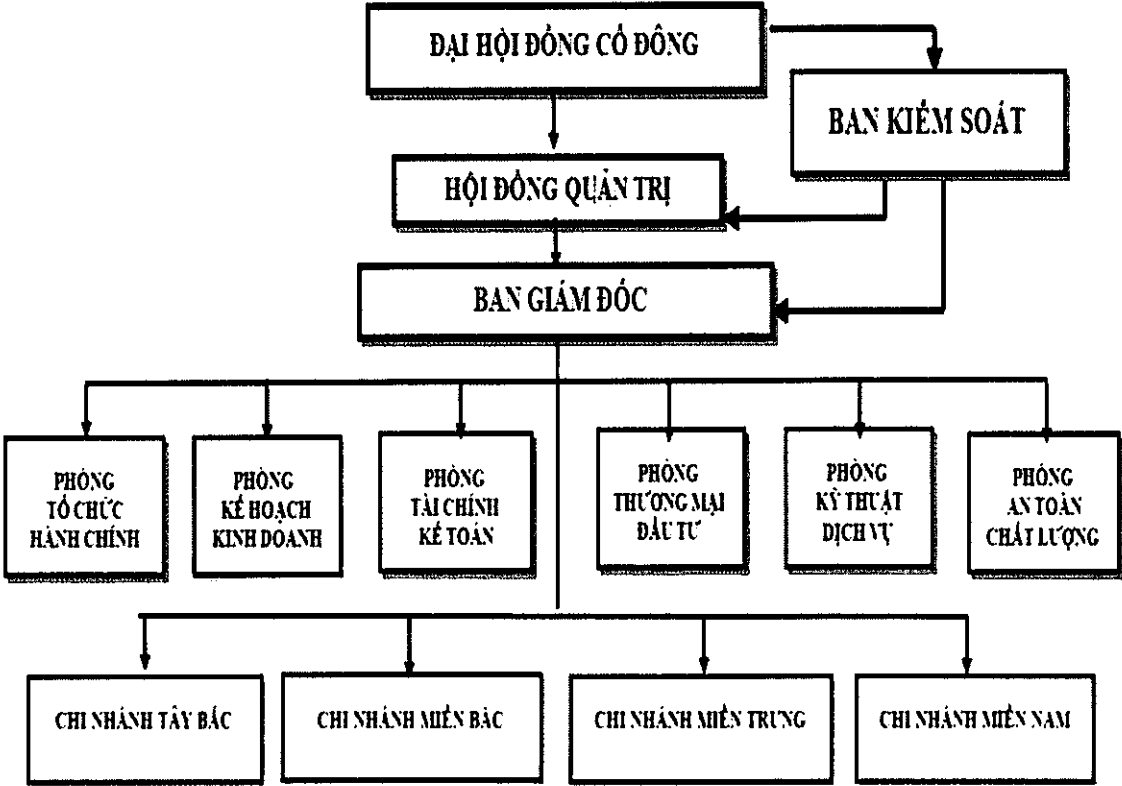 ĐẠI HỘI ĐỒNG CỔ ĐÔNG
BAN KIỂM SOÁT
HỘI ĐỒNG QUẢN TRỊ
BAN GIÁM ĐỐC
PHÒNG
TỔ CHỨC
HÀNH CHÍNH
PHÒNG
KẾ HOẠCH
KINH DOANH
PHÒNG
TÀI CHÍNH
KẾ TOÁN
PHÒNG
THƯƠNG MẠI
ĐẦU TƯ
PHÒNG
KỸ THUẬT
DỊCH VỤ
PHÒNG
AN TOÀN
CHẤT LƯỢNG
CHI NHÁNH TÂY BẮC
CHI NHÁNH MIỀN BẮC
CHI NHÁNH MIỀN TRUNG
CHI NHÁNH MIỀN NAM